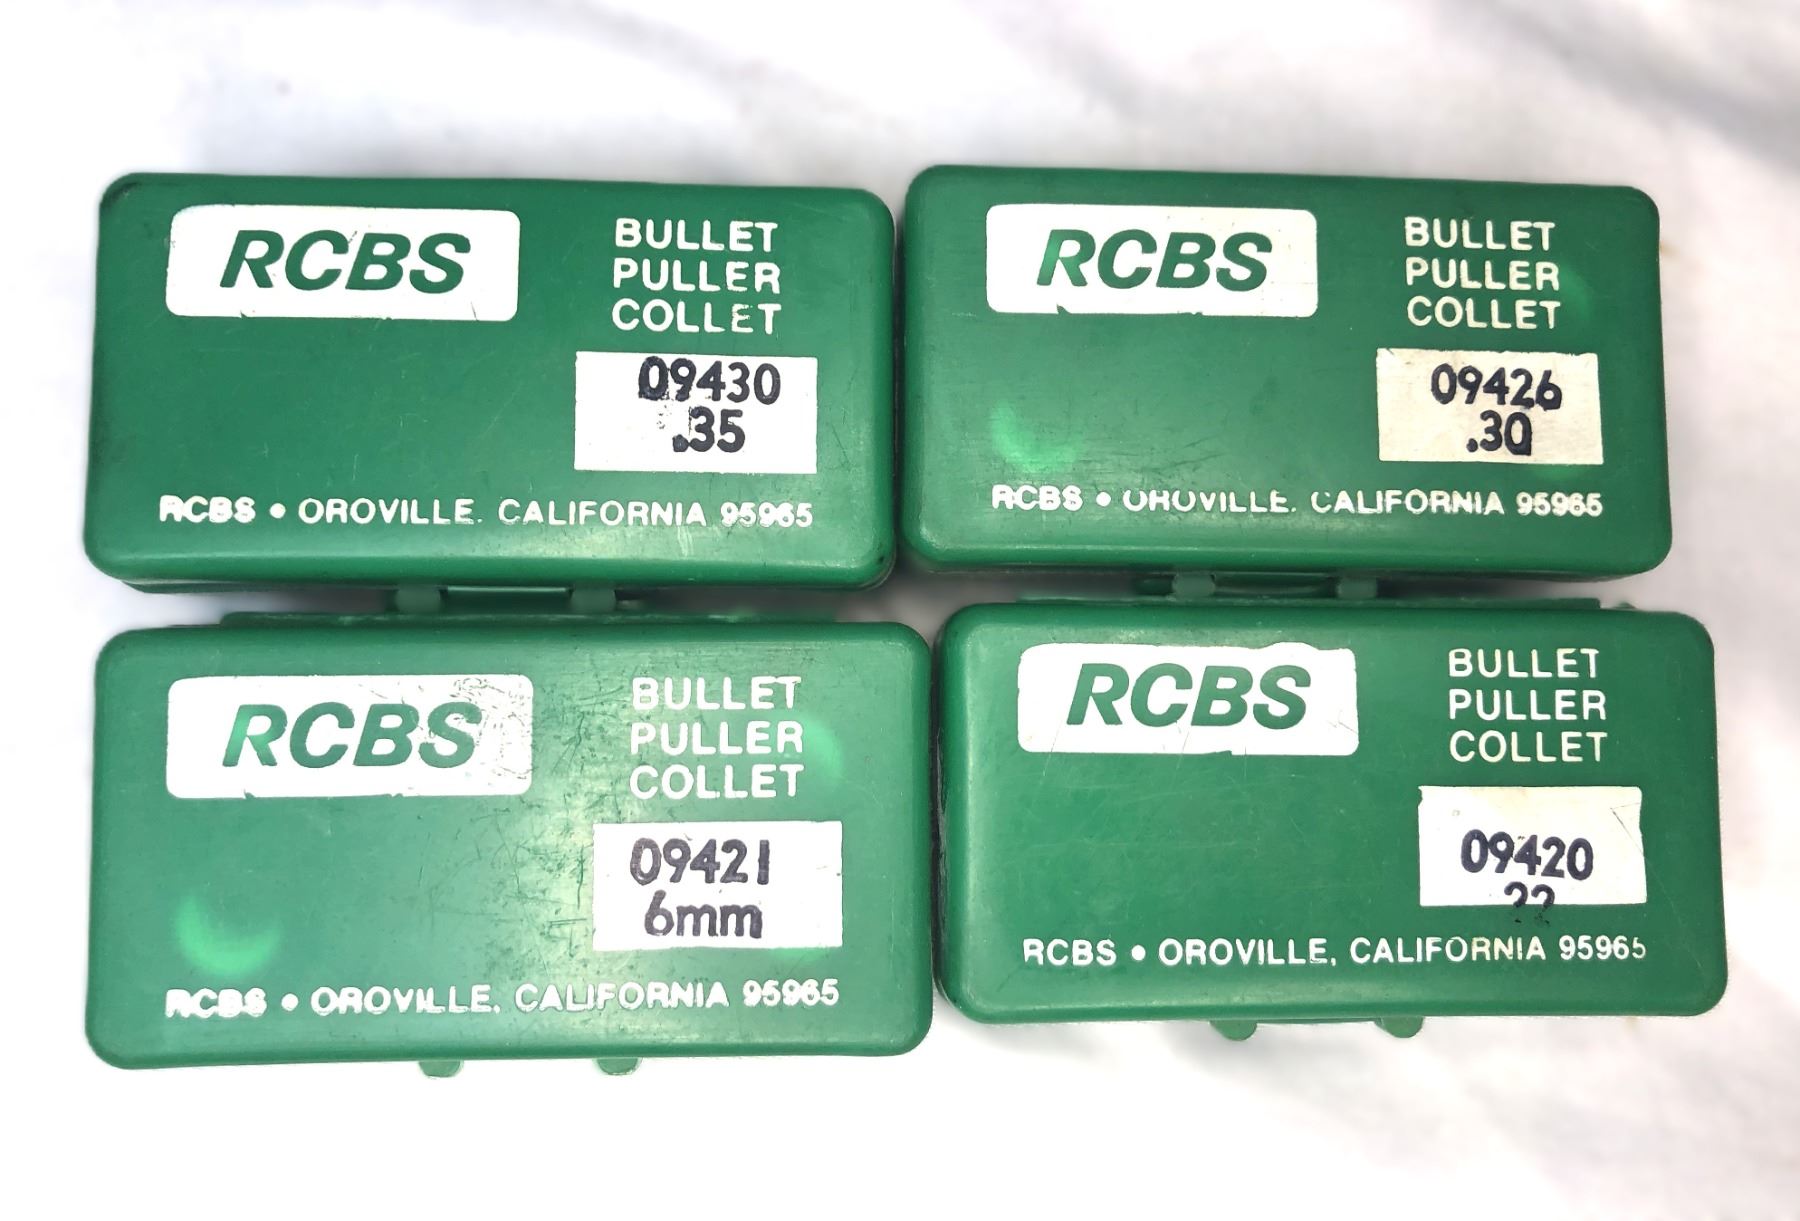 RCBS
BULLET
PULLER
COLLET
09430
.35
RCBS • OROVILLE, CALIFORNIA 95965
RCBS
BULLET
PULLER
COLLET
09426
.30
RCBS • OROVILLE, CALIFORNIA 95965
RCBS
BULLET
PULLER
COLLET
09421
6mm
RCBS • OROVILLE, CALIFORNIA 95965
RCBS
BULLET
PULLER
COLLET
09420
22
RCBS • OROVILLE, CALIFORNIA 95965